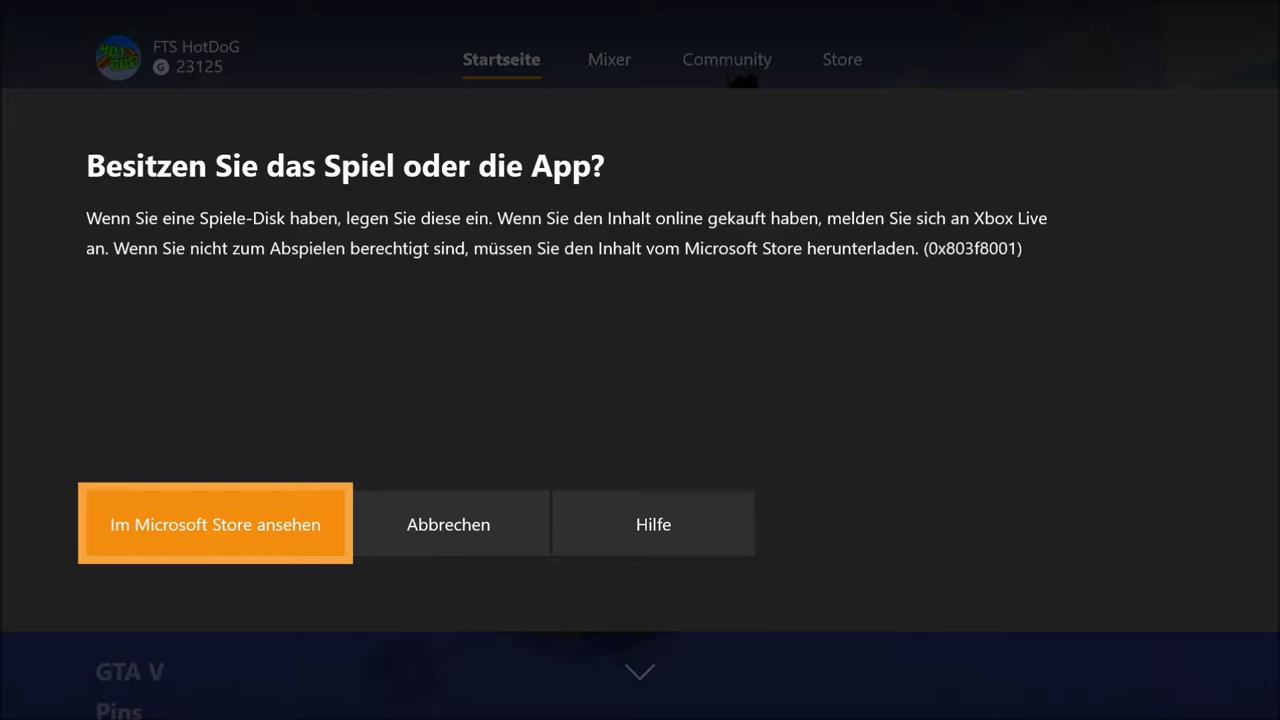 FTS HotDoG
G 23125
Startseite Mixer Community Store
Besitzen Sie das Spiel oder die App?
Wenn Sie eine Spiele-Disk haben, legen Sie diese ein. Wenn Sie den Inhalt online gekauft haben, melden Sie sich an Xbox Live
an. Wenn Sie nicht zum Abspielen berechtigt sind, müssen Sie den Inhalt vom Microsoft Store herunterladen. (0x803f8001)
Im Microsoft Store ansehen Abbrechen Hilfe
GTA V
Pins